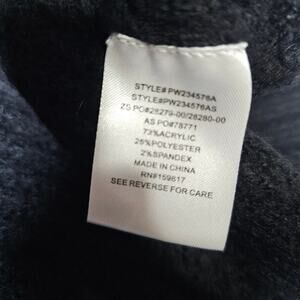 STYLE#PW234576A
STYLE#PW234576AS
ZS PO#28279-00/28280-00
AS PO#78771
73%ACRYLIC
25%POLYESTER
2%SPANDEX
MADE IN CHINA
RN#159617
SEE REVERSE FOR CARE